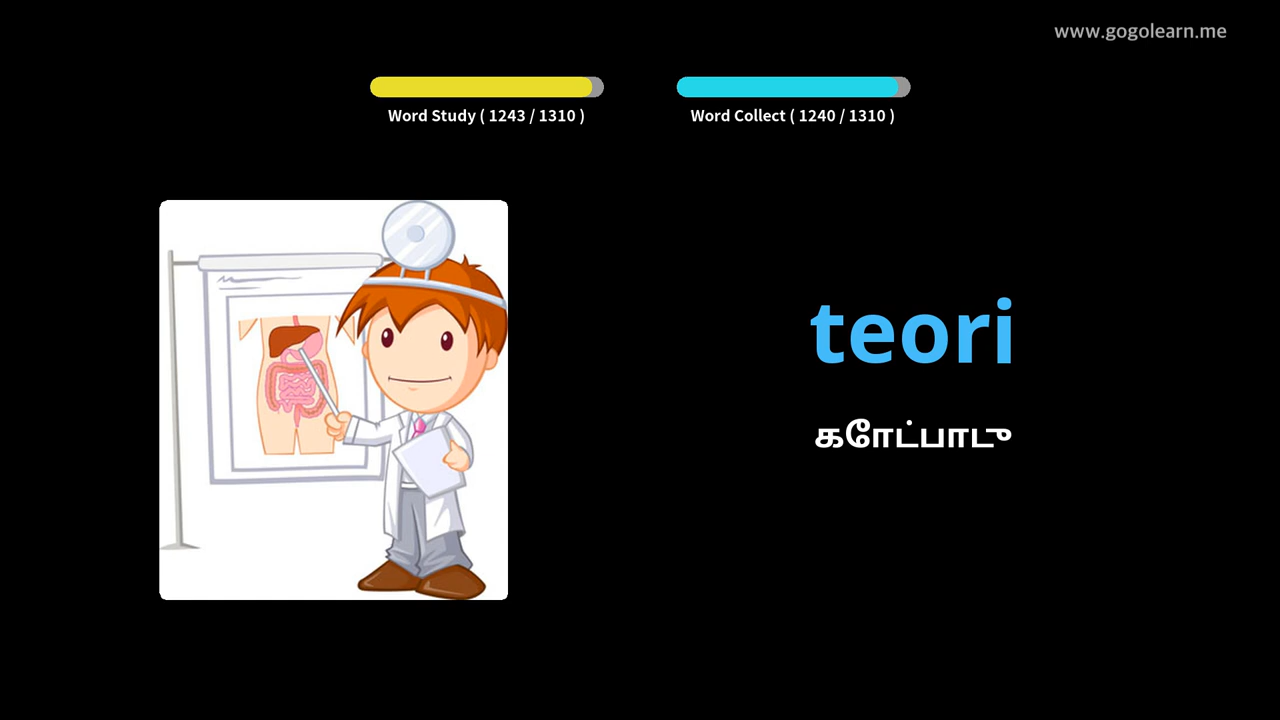 www.gogolearn.me
Word Study ( 1243 / 1310 )
Word Collect ( 1240 / 1310 )
teori
கோட்பாடு